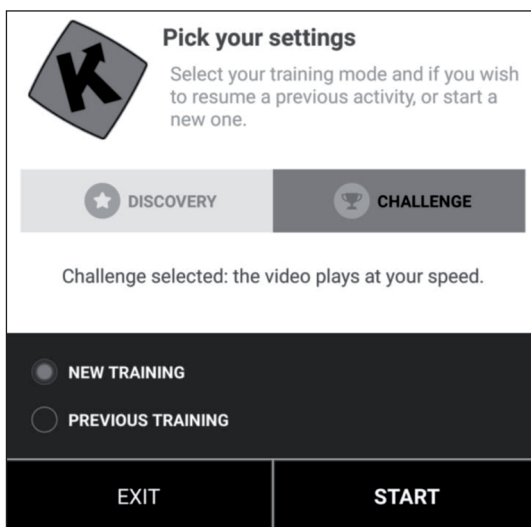 Pick your settings
Select your training mode and if you wish
to resume a previous activity, or start a
new one.
DISCOVERY
CHALLENGE
Challenge selected: the video plays at your speed.
NEW TRAINING
PREVIOUS TRAINING
EXIT
START